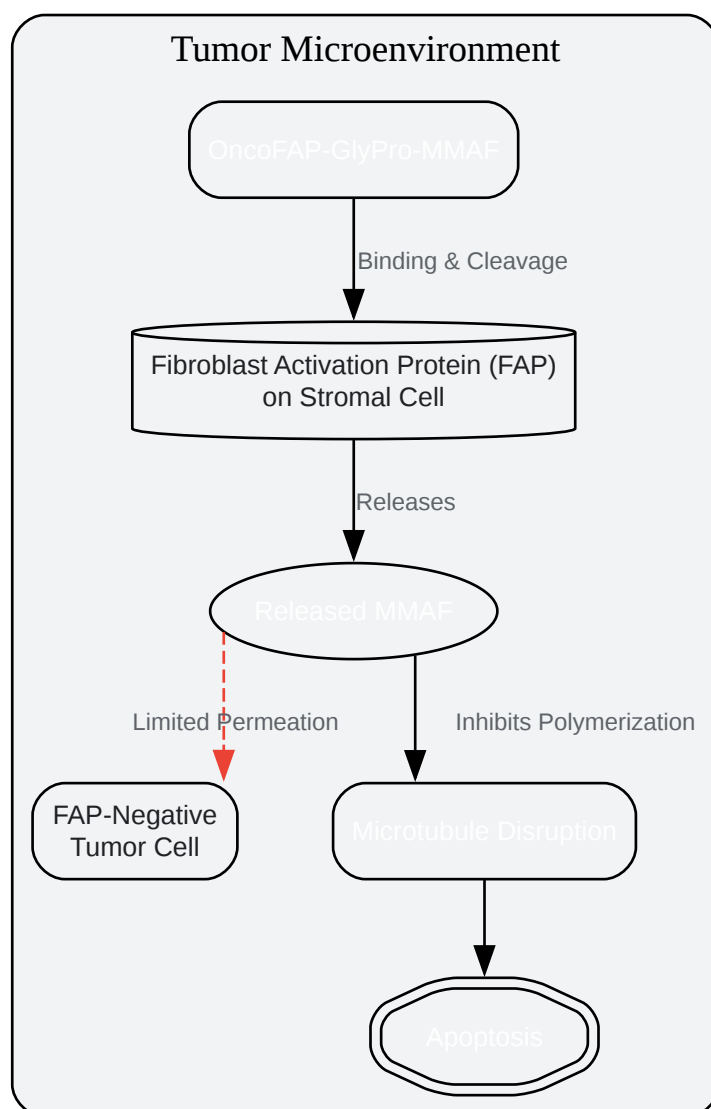 Tumor Microenvironment
OncoFAP-GlyPro-MMAF
Binding & Cleavage
Fibroblast Activation Protein (FAP)
on Stromal Cell
Releases
Released MMAF
Limited Permeation
Inhibits Polymerization
FAP-Negative
Tumor Cell
Microtubule Disruption
Apoptosis